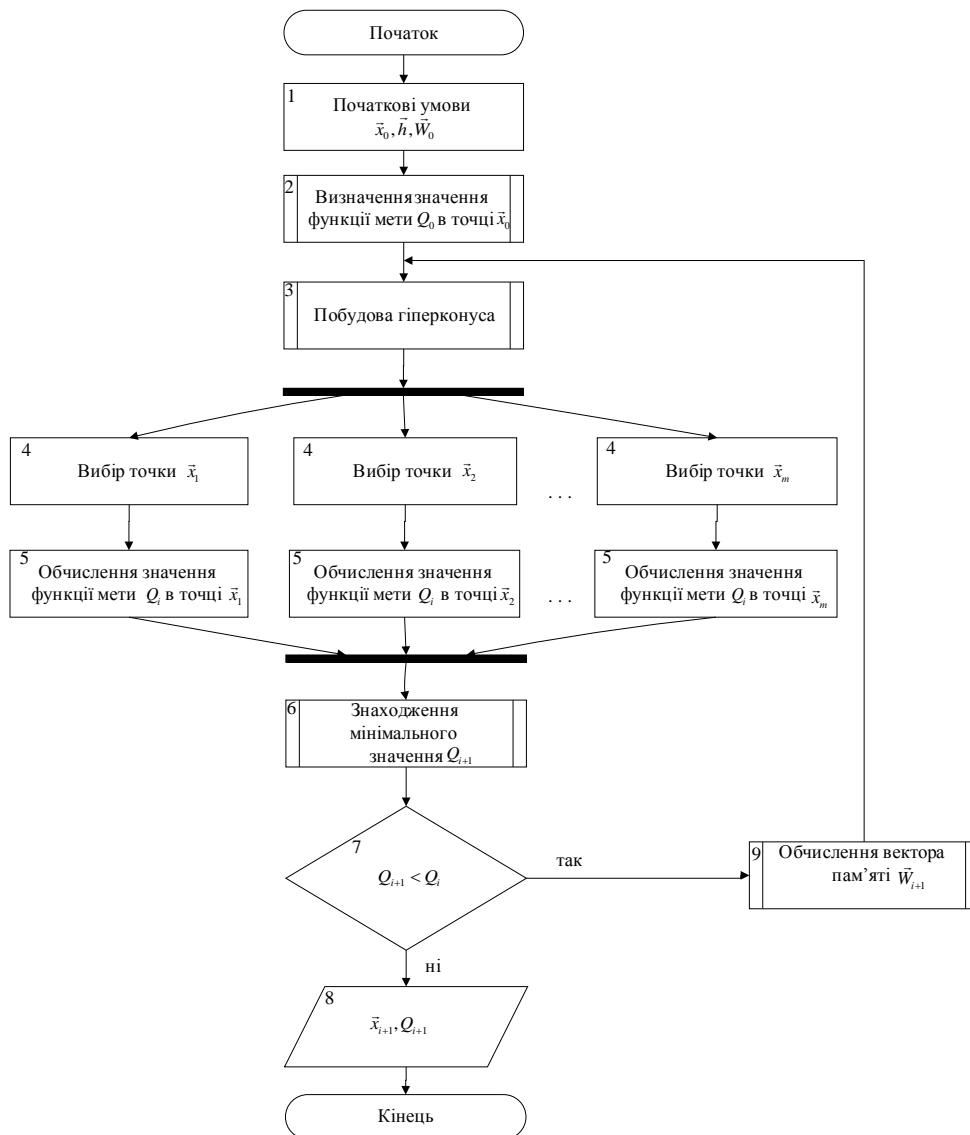 Початок
1
Початкові умови
x⃗₀, h⃗, W⃗₀
2
Визначення значення
функції мети Q₀ в точці x⃗₀
3
Побудова гіперконуса
4
Вибір точки x⃗₁
4
Вибір точки x⃗₂
. . .
4
Вибір точки x⃗ₘ
5
Обчислення значення
функції мети Qᵢ в точці x⃗₁
5
Обчислення значення
функції мети Qᵢ в точці x⃗₂
. . .
5
Обчислення значення
функції мети Qᵢ в точці x⃗ₘ
6
Знаходження
мінімального
значення Qᵢ₊₁
7
Qᵢ₊₁ < Qᵢ
так
9
Обчислення вектора
пам’яті W⃗ᵢ₊₁
ні
8
x⃗ᵢ₊₁, Qᵢ₊₁
Кінець